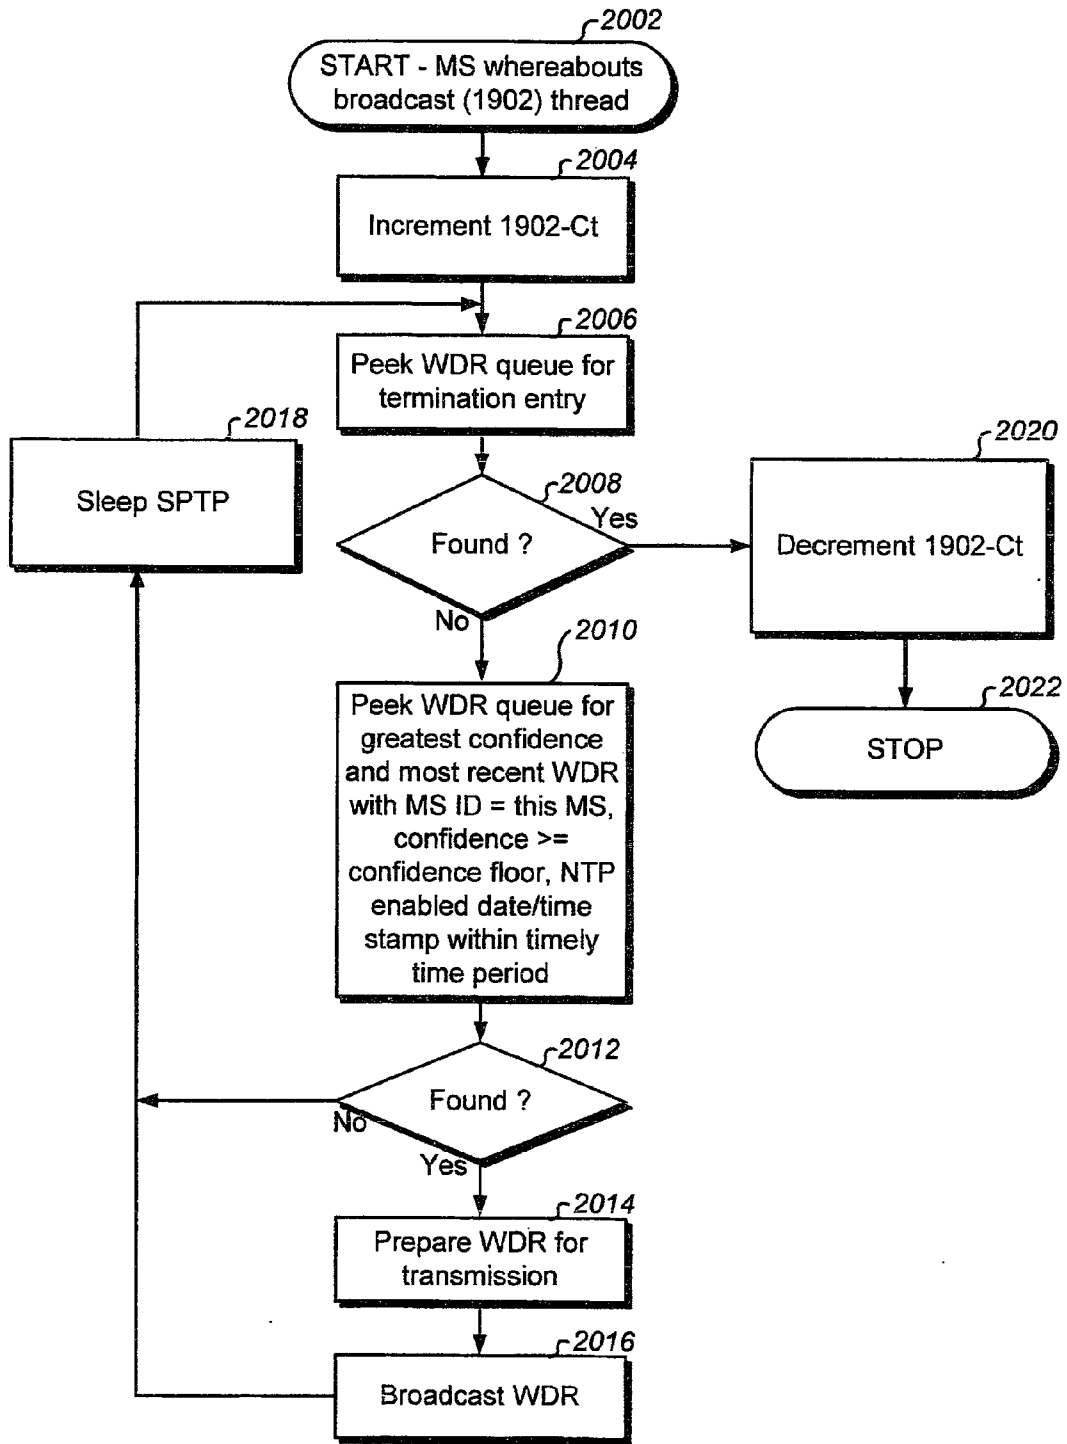 2002
START - MS whereabouts
broadcast (1902) thread
2004
Increment 1902-Ct
2006
Peek WDR queue for
termination entry
2018
Sleep SPTP
2008
Found ?
Yes
No
2020
Decrement 1902-Ct
2022
STOP
2010
Peek WDR queue for
greatest confidence
and most recent WDR
with MS ID = this MS,
confidence >=
confidence floor, NTP
enabled date/time
stamp within timely
time period
2012
Found ?
No
Yes
2014
Prepare WDR for
transmission
2016
Broadcast WDR